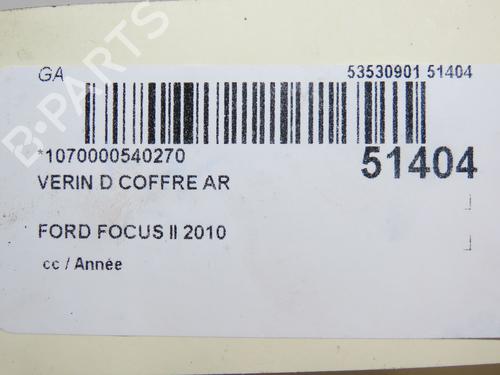 GA 53530901 51404
*1070000540270
51404
VERIN D COFFRE AR
FORD FOCUS II 2010
cc / Année
B-PARTS